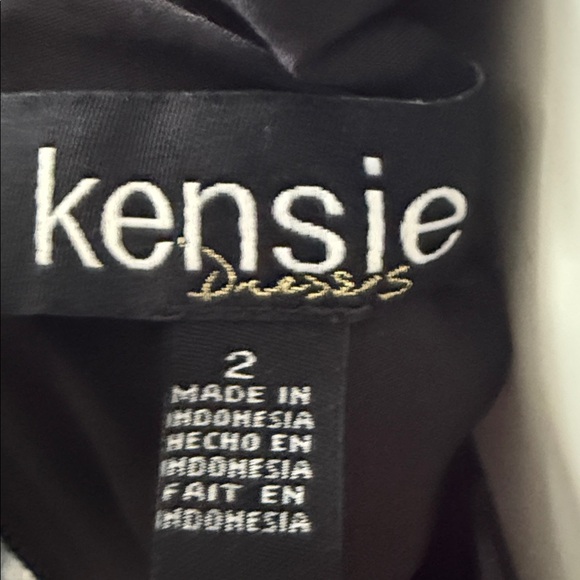 kensie
Dresses
2
MADE IN
INDONESIA
HECHO EN
INDONESIA
FAIT EN
INDONESIA